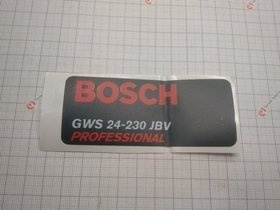 BOSCH
GWS 24-230 JBV
PROFESSIONAL